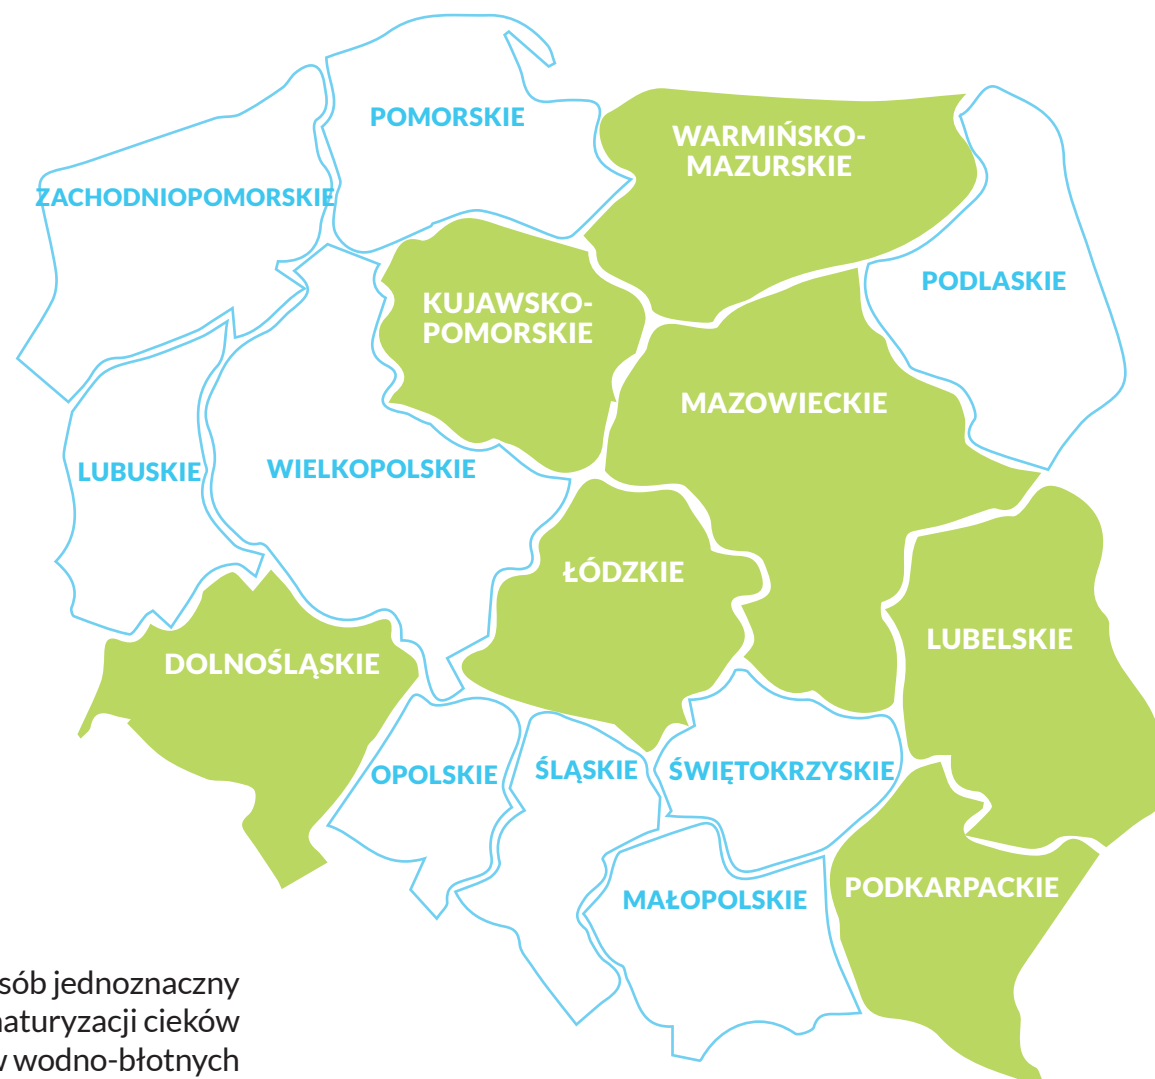 POMORSKIE
WARMIŃSKO-
MAZURSKIE
ZACHODNIOPOMORSKIE
PODLASKIE
KUJAWSKO-
POMORSKIE
MAZOWIECKIE
LUBUSKIE
WIELKOPOLSKIE
ŁÓDZKIE
LUBELSKIE
DOLNOŚLĄSKIE
OPOLSKIE
ŚLĄSKIE
ŚWIĘTOKRZYSKIE
PODKARPACKIE
MAŁOPOLSKIE
sób jednoznaczny
naturyzacji cieków
w wodno-błotnych